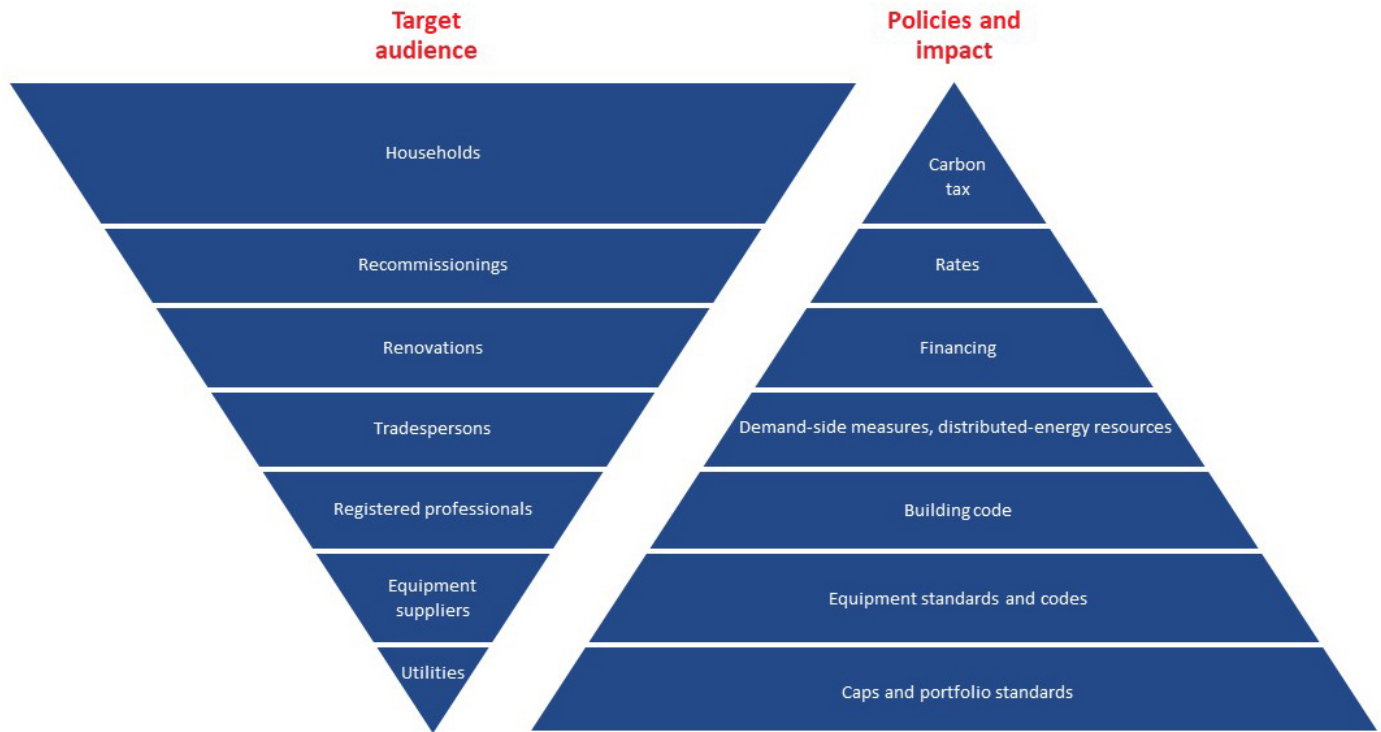 Target
audience
Policies and
impact
Households
Carbon
tax
Recommissionings
Rates
Renovations
Financing
Tradespersons
Demand-side measures, distributed-energy resources
Registered professionals
Building code
Equipment
suppliers
Equipment standards and codes
Utilities
Caps and portfolio standards